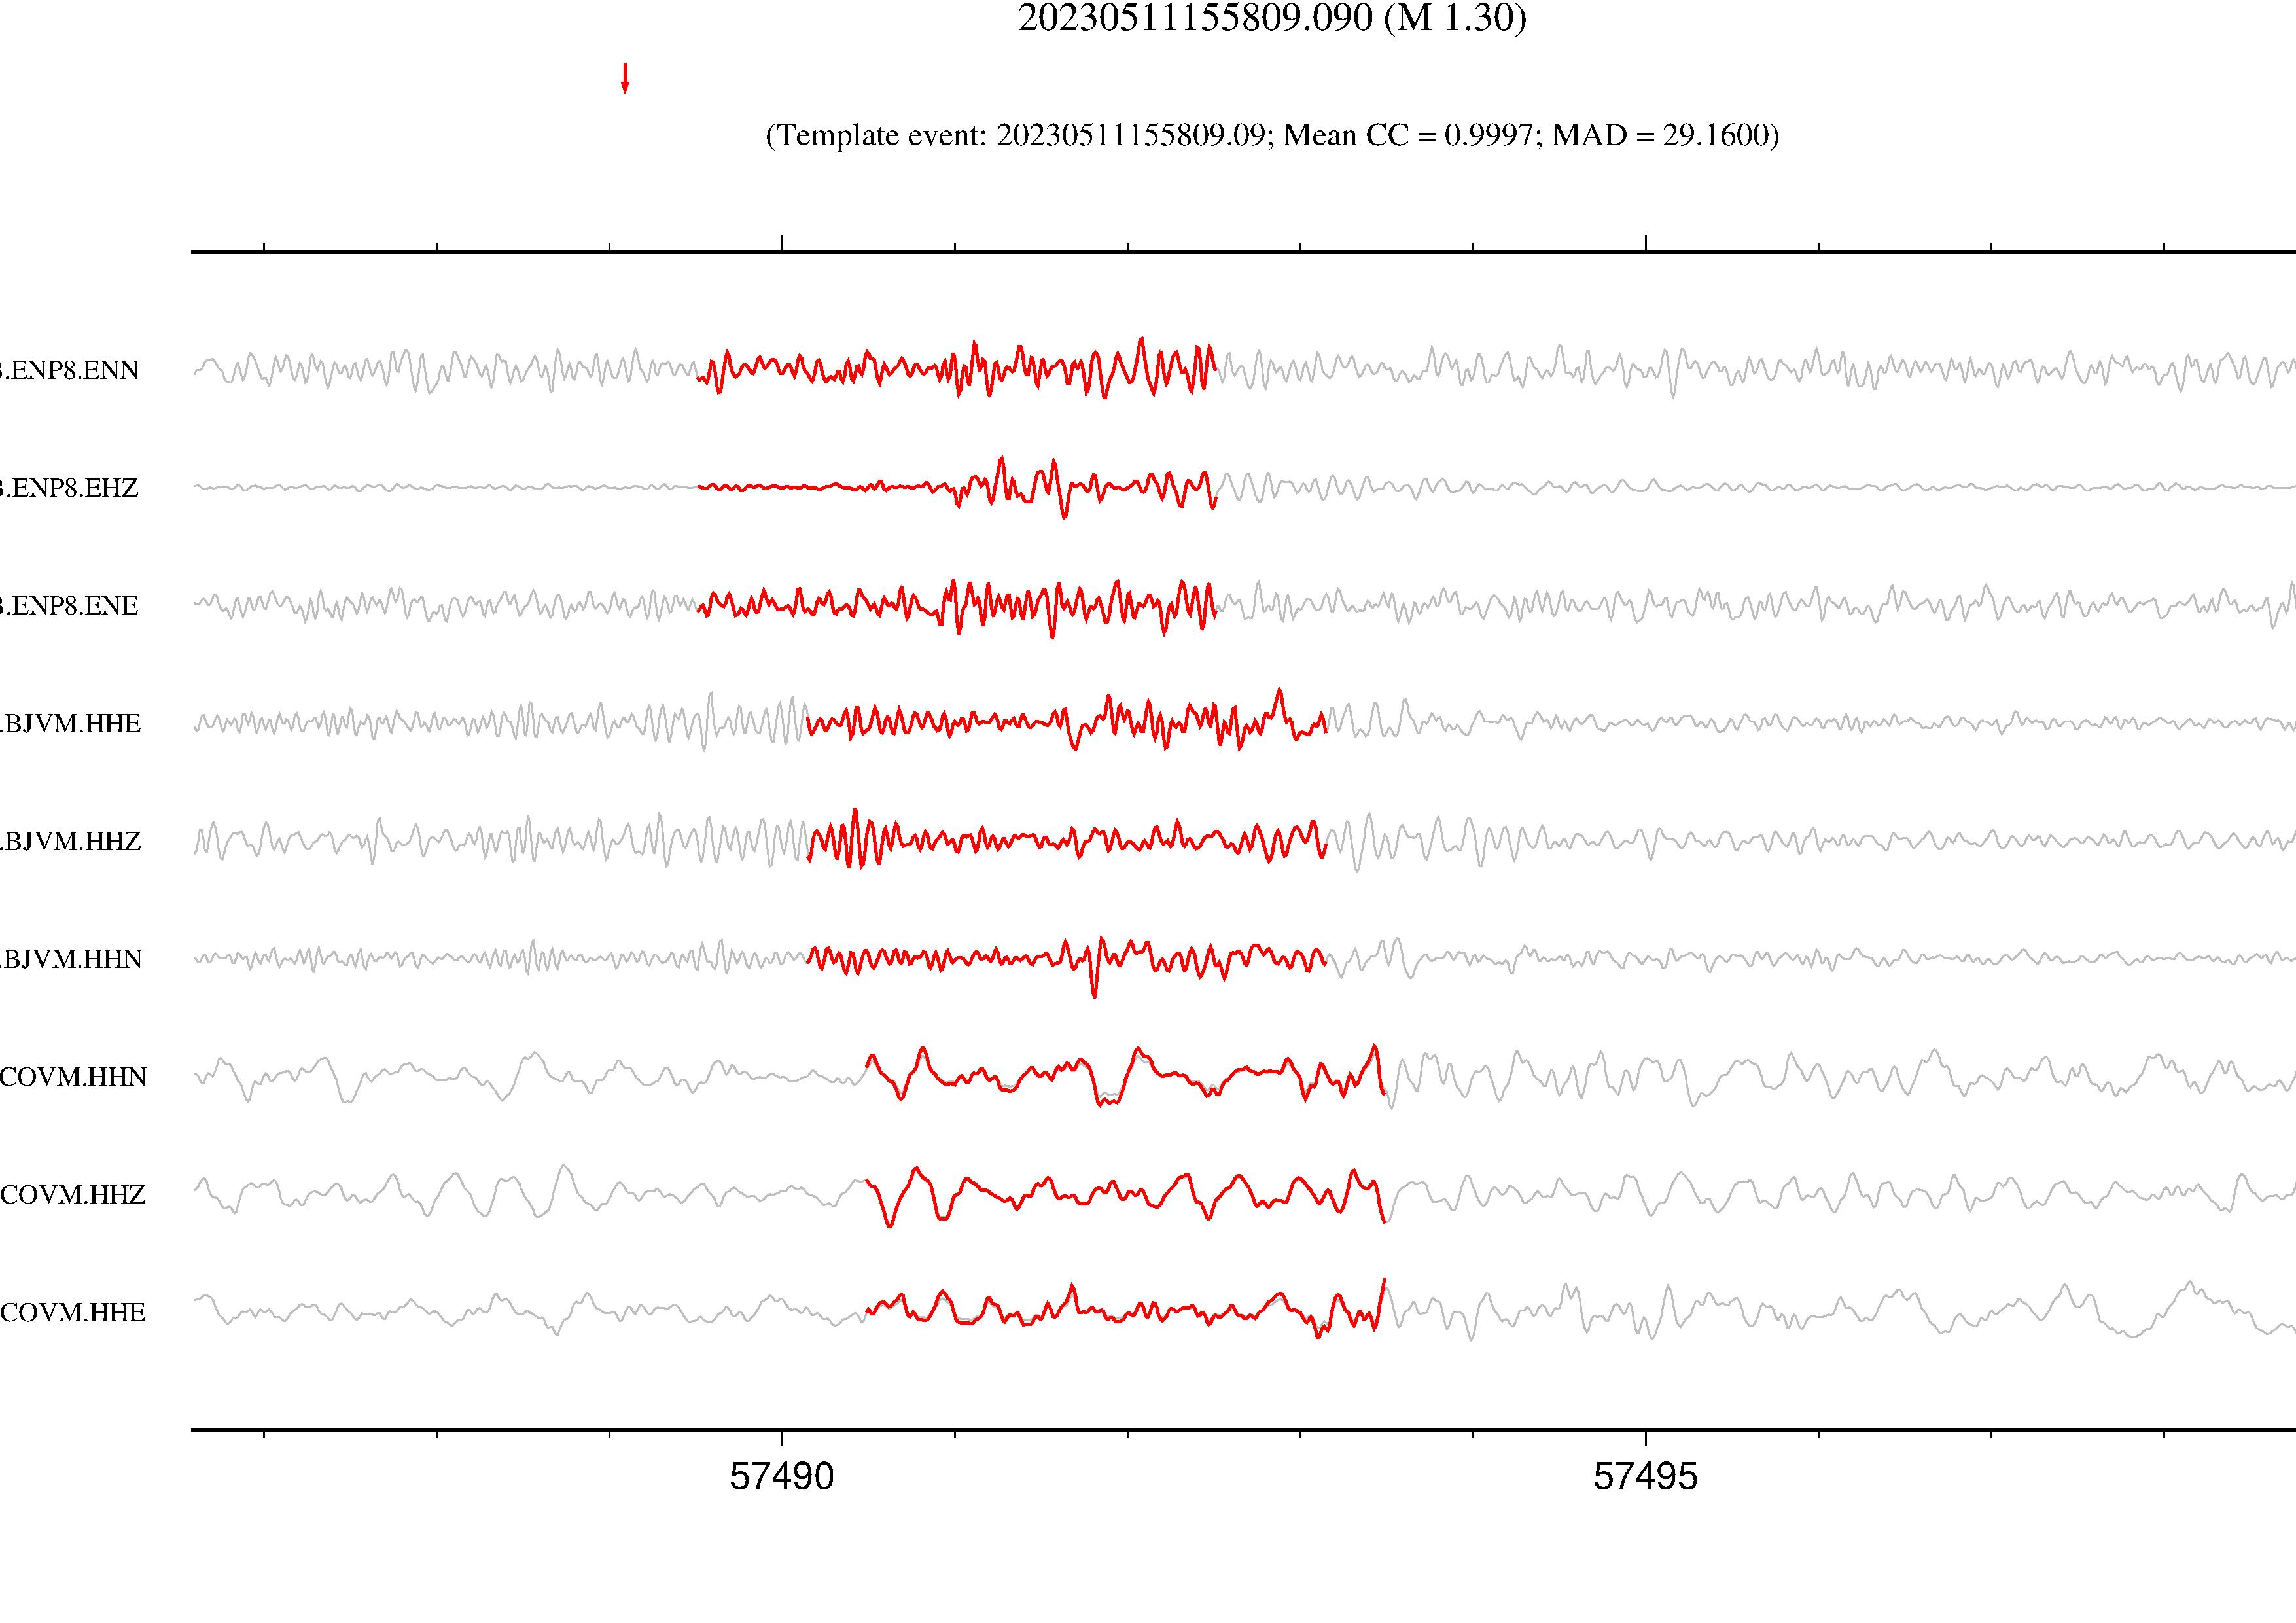 20230511155809.090 (M 1.30)
(Template event: 20230511155809.09; Mean CC = 0.9997; MAD = 29.1600)
.ENP8.ENN
.ENP8.EHZ
.ENP8.ENE
.BJVM.HHE
.BJVM.HHZ
.BJVM.HHN
COVM.HHN
COVM.HHZ
COVM.HHE
57490 57495